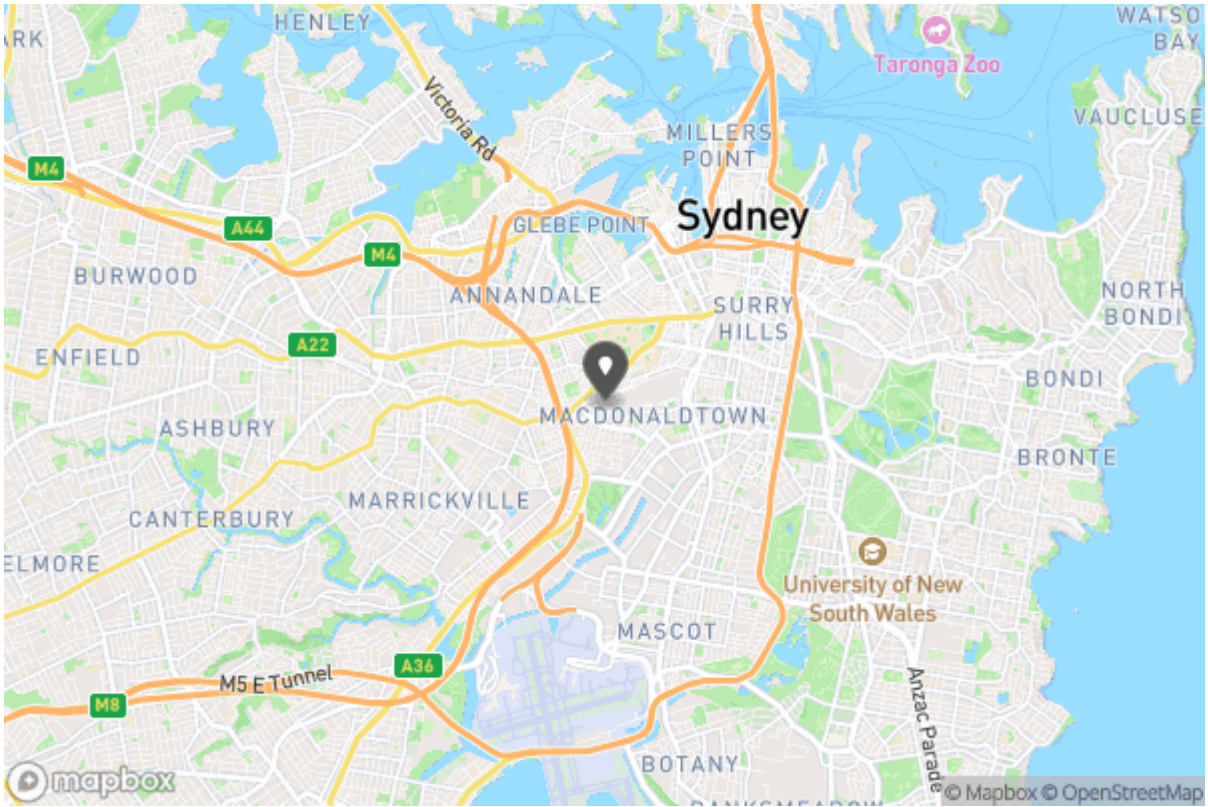 HENLEY
WATSO
BAY
ARK
Taronga Zoo
Victoria Rd
VAUCLUSE
MILLERS
POINT
M4
Sydney
GLEBE POINT
A44
M4
BURWOOD
ANNANDALE
NORTH
BONDI
SURRY
HILLS
A22
ENFIELD
BONDI
MACDONALDTOWN
ASHBURY
BRONTE
MARRICKVILLE
CANTERBURY
ELMORE
University of New
South Wales
MASCOT
A36
M5 E Tunnel
M8
Anzac Parade
BOTANY
mapbox
© Mapbox © OpenStreetMap
BANKSMEADOW